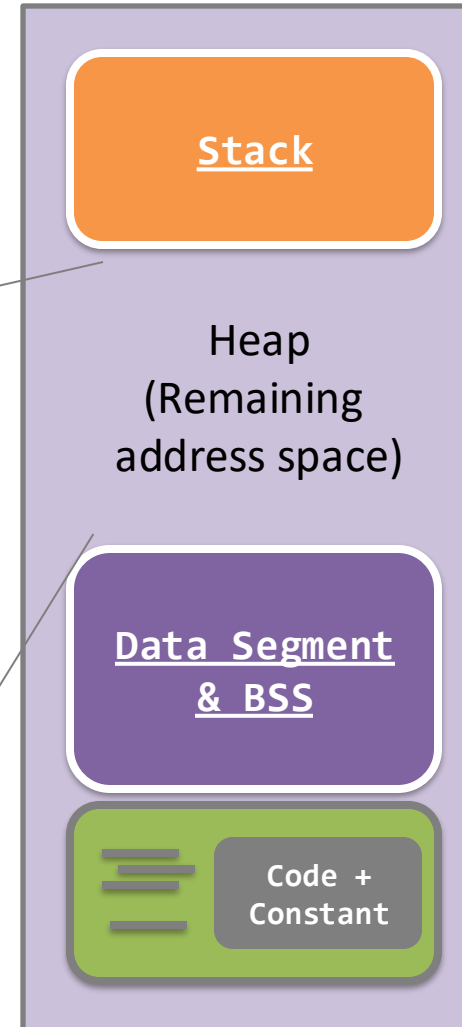 Stack
Heap
(Remaining
address space)
Data Segment
& BSS
Code +
Constant